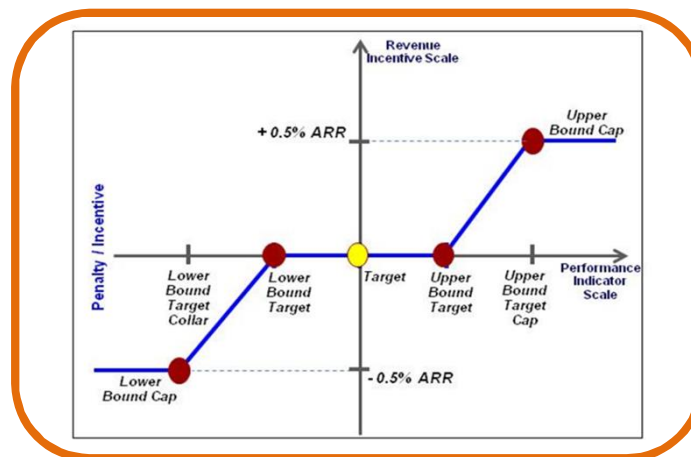 Revenue
Incentive Scale
Upper
Bound Cap
+ 0.5% ARR
Penalty / Incentive
Lower
Bound
Target
Collar
Lower
Bound
Target
Target
Upper
Bound
Target
Upper
Bound
Target
Cap
Performance
Indicator
Scale
Lower
Bound Cap
- 0.5% ARR